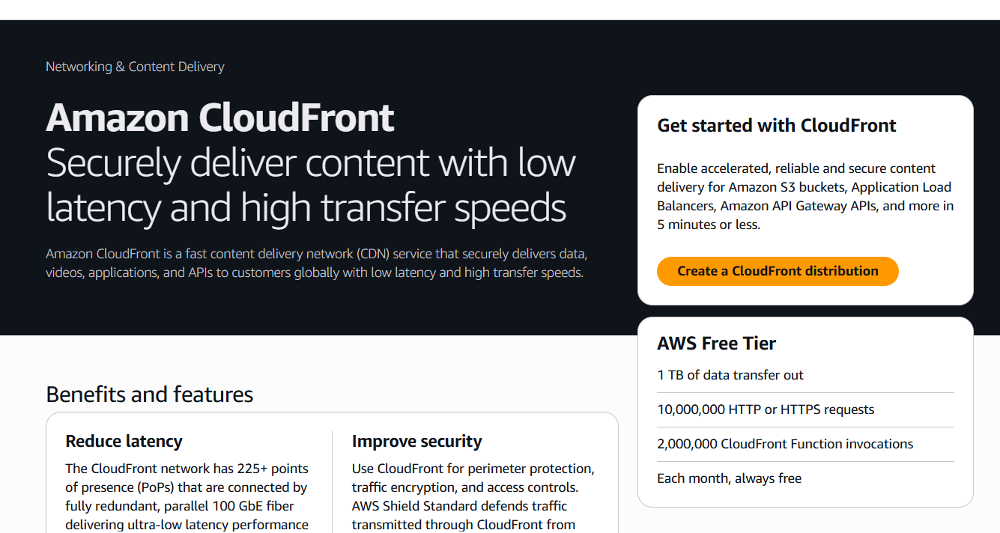 Networking & Content Delivery
Amazon CloudFront
Securely deliver content with low
latency and high transfer speeds
Amazon CloudFront is a fast content delivery network (CDN) service that securely delivers data,
videos, applications, and APIs to customers globally with low latency and high transfer speeds.
Get started with CloudFront
Enable accelerated, reliable and secure content
delivery for Amazon S3 buckets, Application Load
Balancers, Amazon API Gateway APIs, and more in
5 minutes or less.
Create a CloudFront distribution
AWS Free Tier
1 TB of data transfer out
10,000,000 HTTP or HTTPS requests
2,000,000 CloudFront Function invocations
Each month, always free
Benefits and features
Reduce latency
The CloudFront network has 225+ points
of presence (PoPs) that are connected by
fully redundant, parallel 100 GbE fiber
delivering ultra-low latency performance
Improve security
Use CloudFront for perimeter protection,
traffic encryption, and access controls.
AWS Shield Standard defends traffic
transmitted through CloudFront from